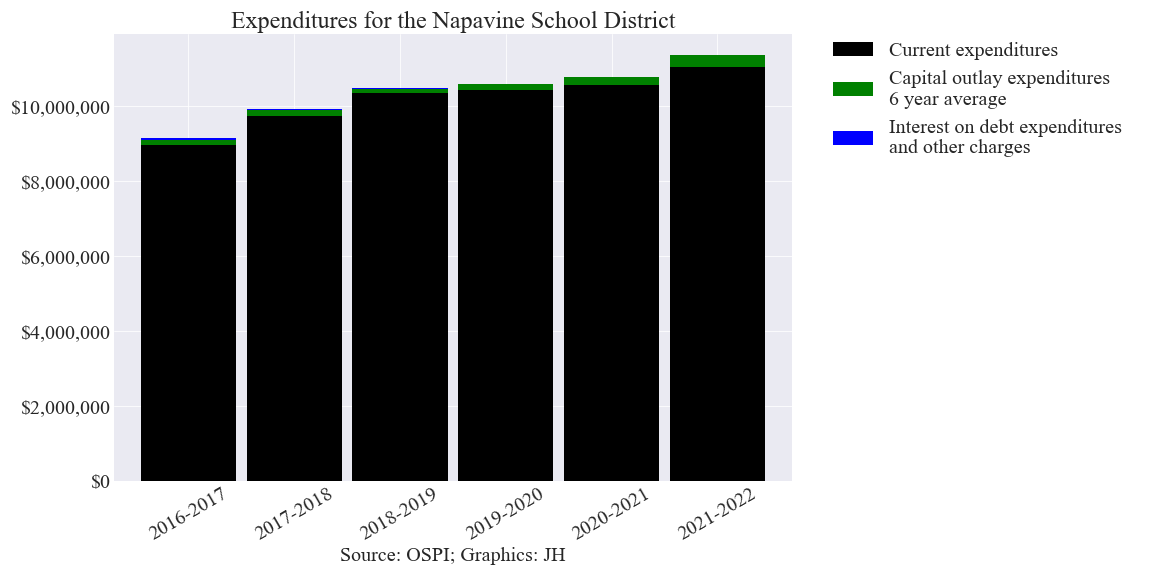 Expenditures for the Napavine School District
$10,000,000
$8,000,000
$6,000,000
$4,000,000
$2,000,000
$0
2016-2017
2017-2018
2018-2019
2019-2020
2020-2021
2021-2022
Source: OSPI; Graphics: JH
Current expenditures
Capital outlay expenditures
6 year average
Interest on debt expenditures
and other charges